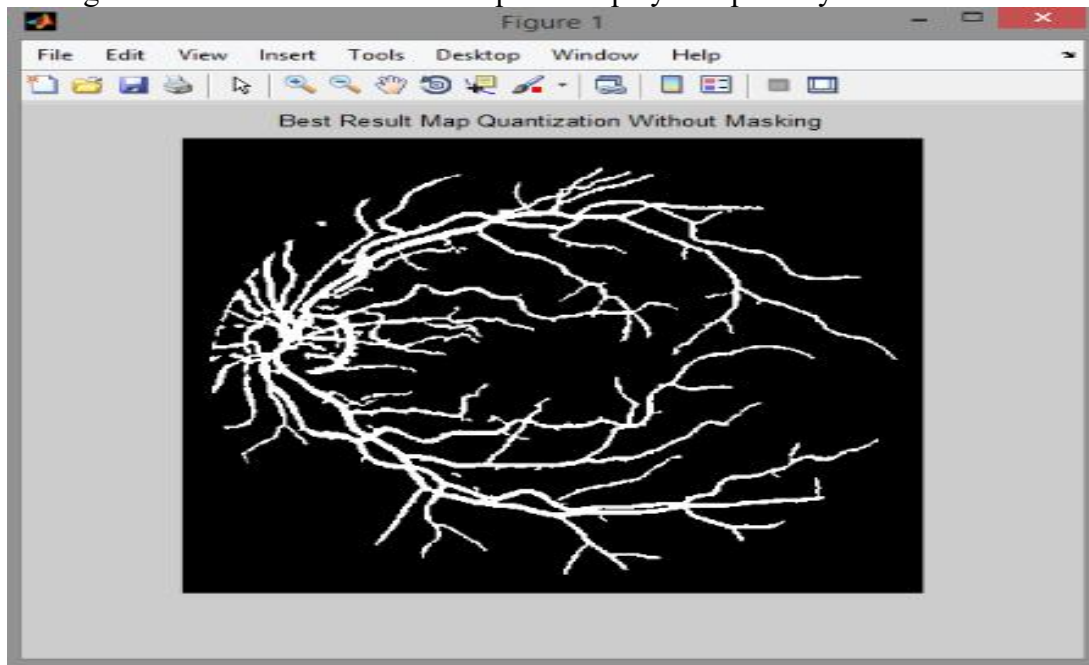 Figure 1
File Edit View Insert Tools Desktop Window Help
Best Result Map Quantization Without Masking